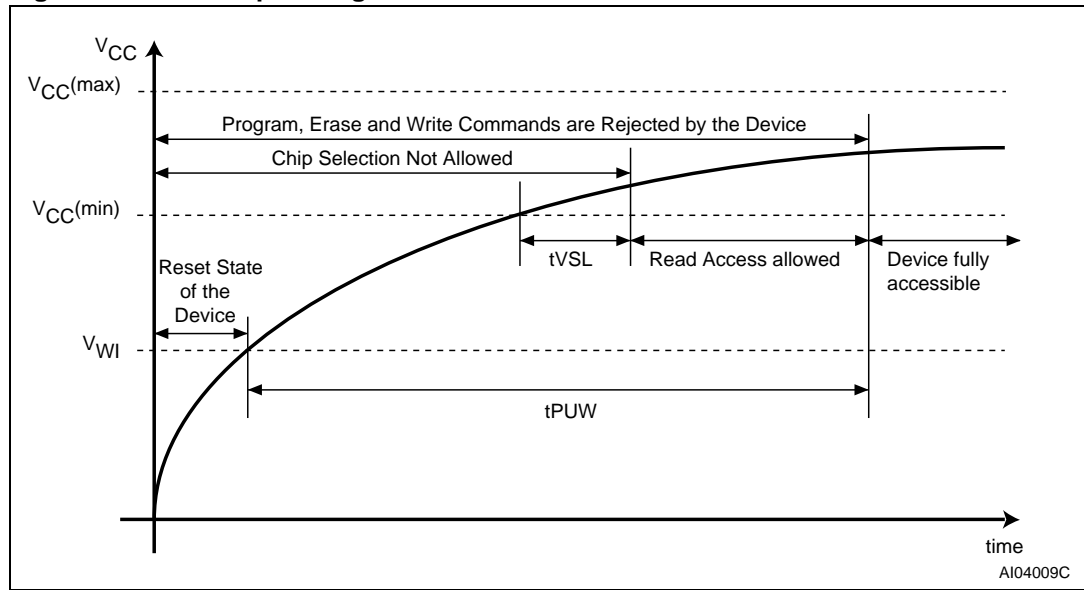 VCC
VCC(max)
Program, Erase and Write Commands are Rejected by the Device
Chip Selection Not Allowed
VCC(min)
tVSL
Read Access allowed
Device fully
accessible
Reset State
of the
Device
VWI
tPUW
time
AI04009C